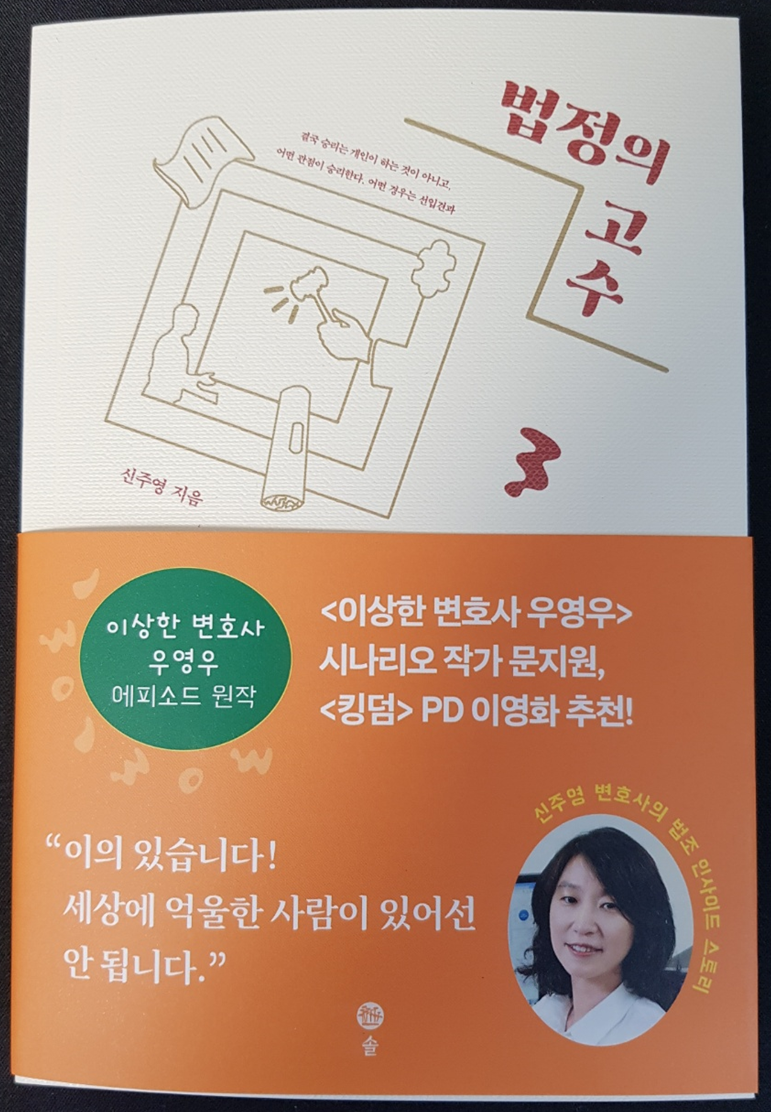 법정의
고
수
결국 승리는 개인이 하는 것이 아니고,
어떤 관점이 승리한다. 어떤 경우는 선입견과
신주영 지음
3
이상한 변호사
우영우
에피소드 원작
<이상한 변호사 우영우>
시나리오 작가 문지원,
<킹덤> PD 이영화 추천!
신주영 변호사의 법조 인사이드 스토리
“이의 있습니다!
세상에 억울한 사람이 있어선
안 됩니다.”
솔